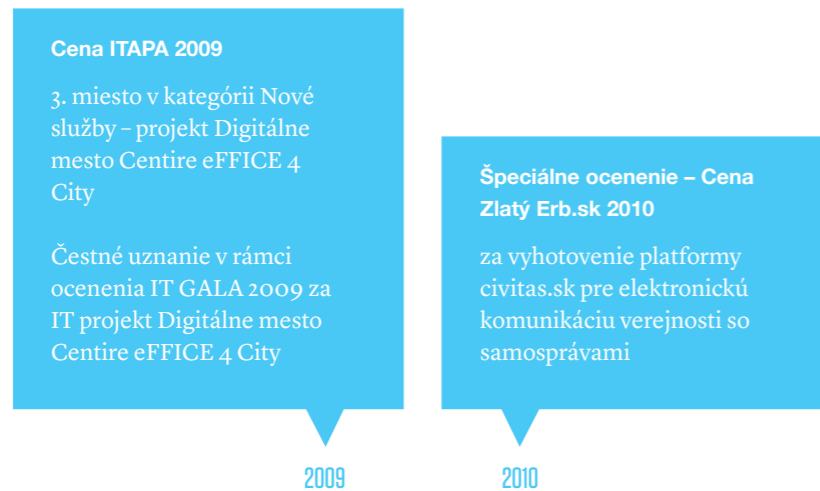 Cena ITAPA 2009
3. miesto v kategórii Nové
služby – projekt Digitálne
mesto Centire eFFICE 4
City
Čestné uznanie v rámci
ocenenia IT GALA 2009 za
IT projekt Digitálne mesto
Centire eFFICE 4 City
2009
Špeciálne ocenenie – Cena
Zlatý Erb.sk 2010
za vyhotovenie platformy
civitas.sk pre elektronickú
komunikáciu verejnosti so
samosprávami
2010